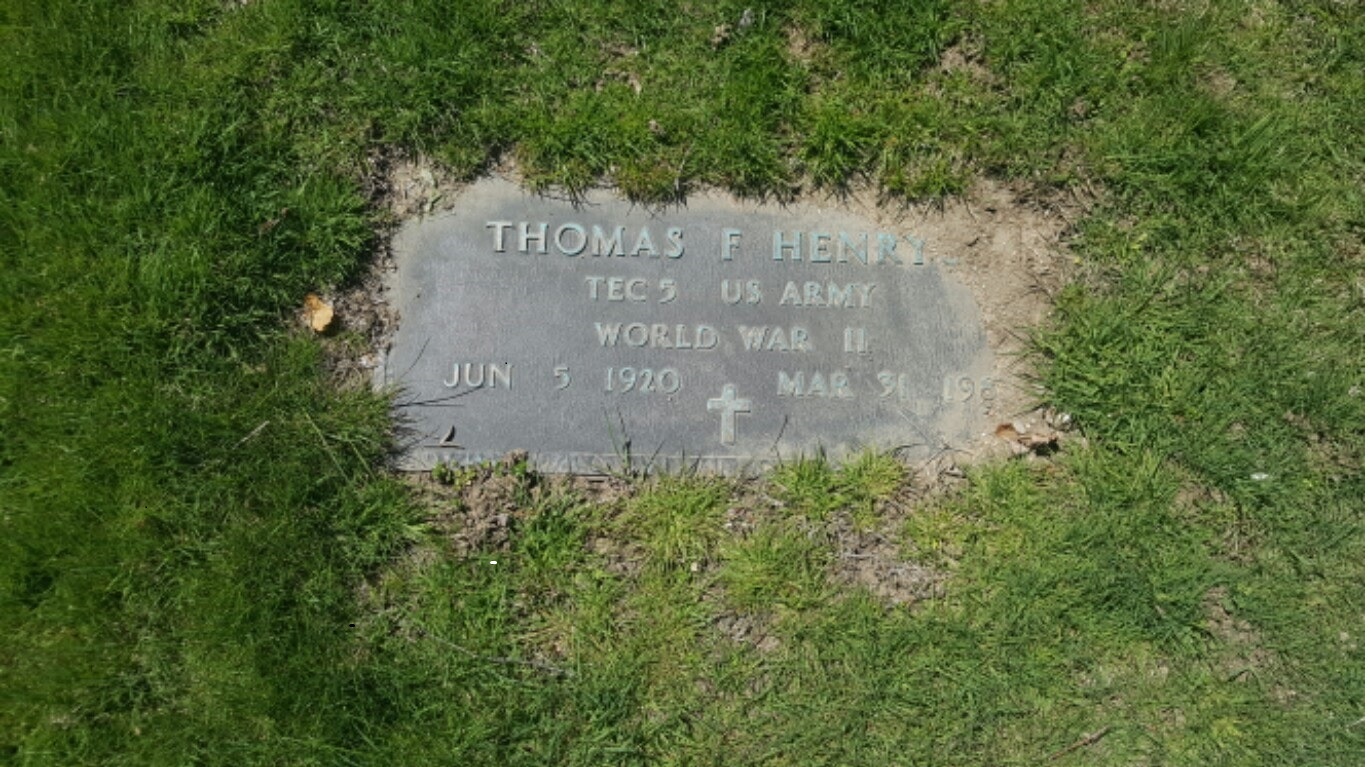 THOMAS F HENRY
TEC 5 US ARMY
WORLD WAR II
JUN 5 1920 MAR 31